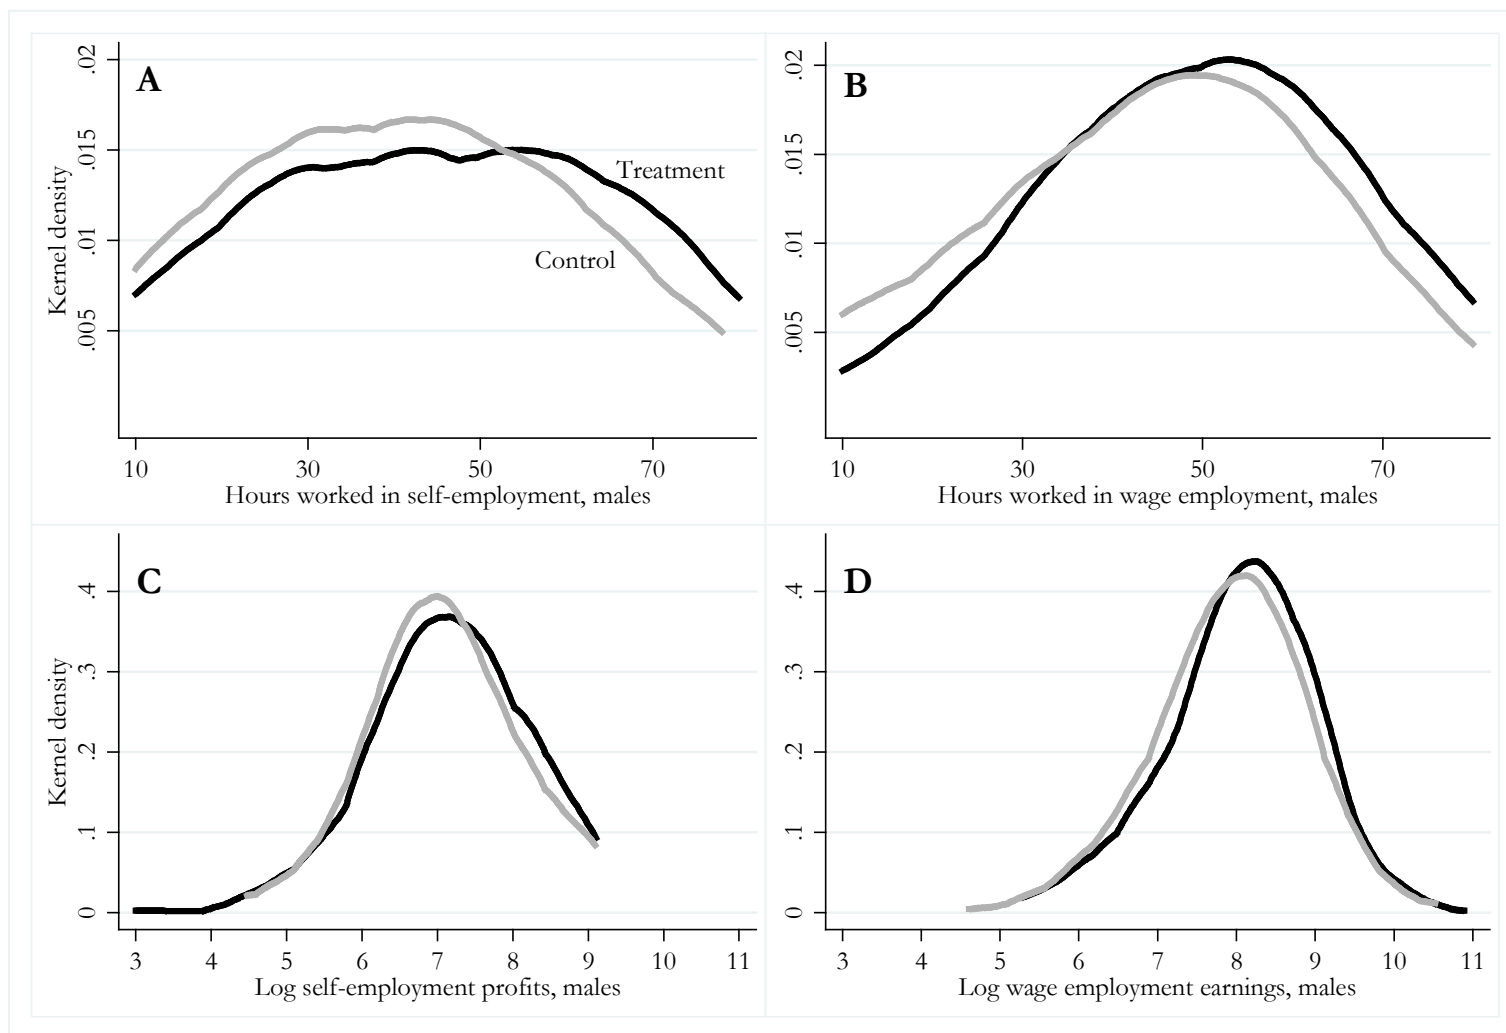 A
Kernel density
.005 .01 .015 .02
Treatment
Control
10 30 50 70
Hours worked in self-employment, males
B
.005 .01 .015 .02
10 30 50 70
Hours worked in wage employment, males
C
Kernel density
0 .1 .2 .3 .4
3 4 5 6 7 8 9 10 11
Log self-employment profits, males
D
0 .1 .2 .3 .4
3 4 5 6 7 8 9 10 11
Log wage employment earnings, males